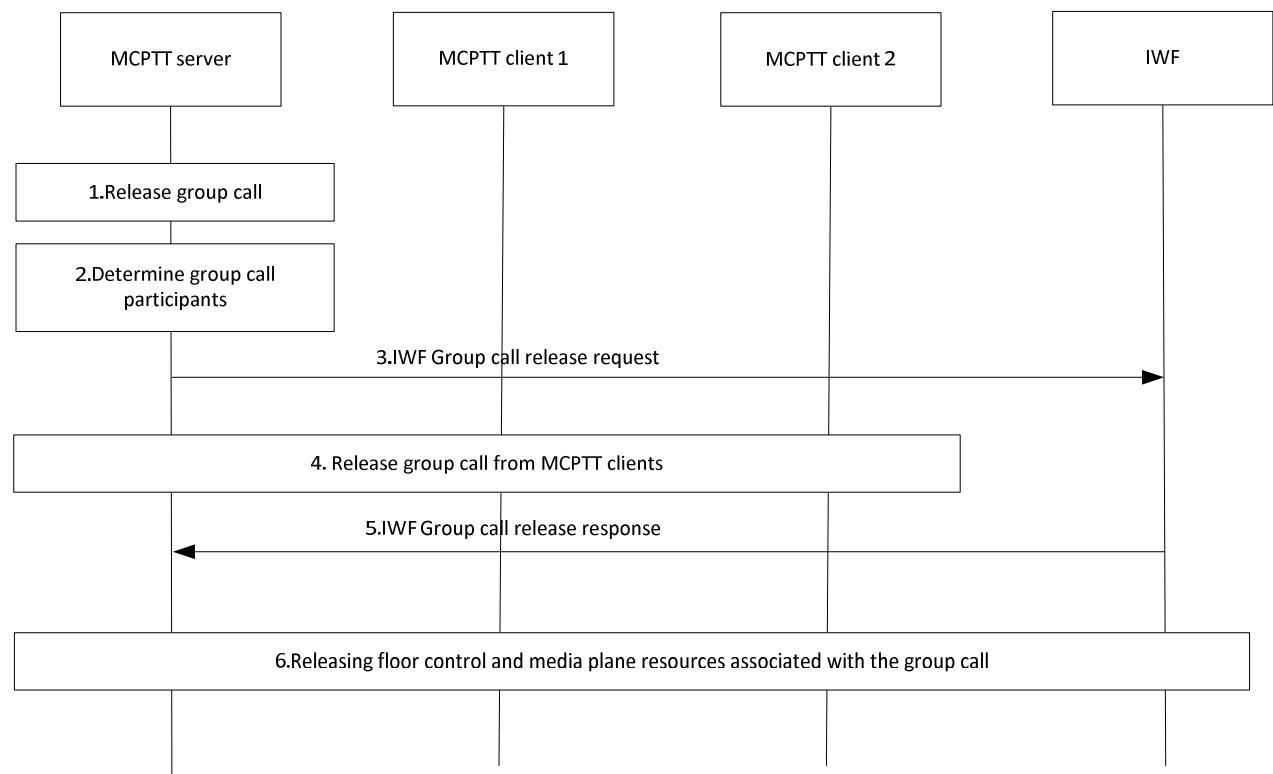 MCPTT server
MCPTT client 1
MCPTT client 2
IWF
1.Release group call
2.Determine group call
participants
3.IWF Group call release request
4. Release group call from MCPTT clients
5.IWF Group call release response
6.Releasing floor control and media plane resources associated with the group call